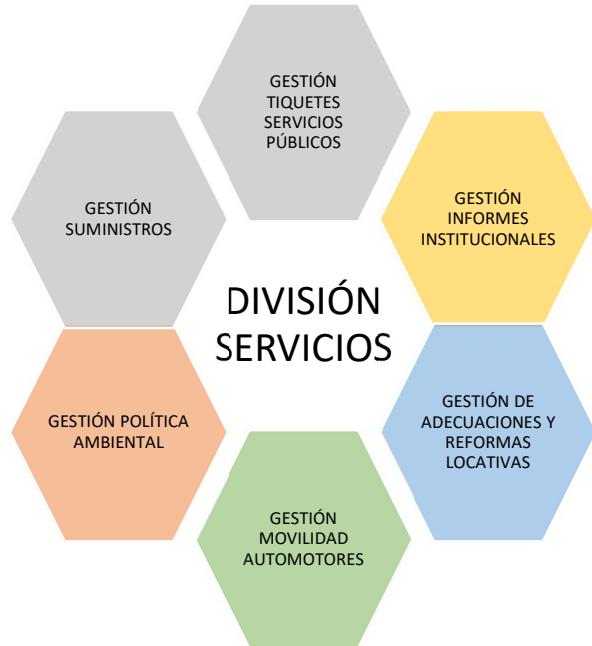 GESTIÓN
TIQUETES
SERVICIOS
PÚBLICOS
GESTIÓN
SUMINISTROS
GESTIÓN
INFORMES
INSTITUCIONALES
DIVISIÓN
SERVICIOS
GESTIÓN POLÍTICA
AMBIENTAL
GESTIÓN DE
ADECUACIONES Y
REFORMAS
LOCATIVAS
GESTIÓN
MOVILIDAD
AUTOMOTORES